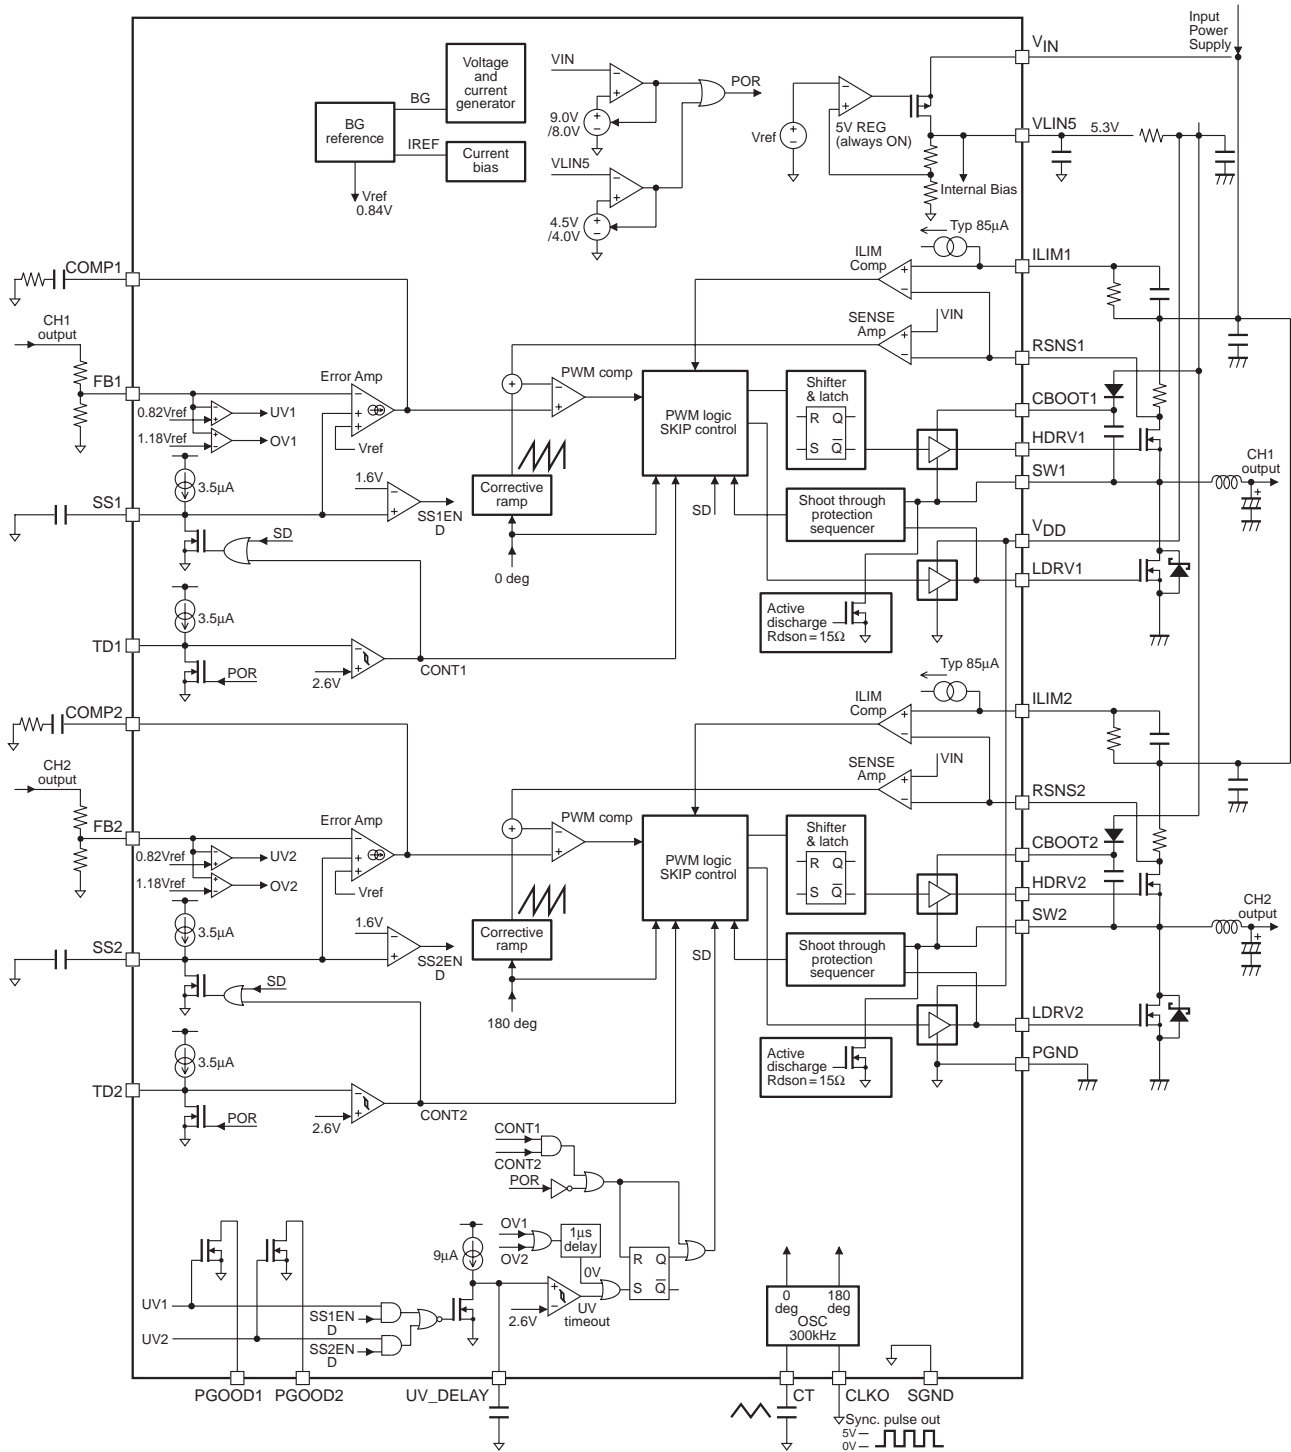 Input
Power
Supply
VIN
Voltage
and
current
generator
BG
BG
reference
IREF
Current
bias
Vref
0.84V
VIN
9.0V
/8.0V
POR
VLIN5
4.5V
/4.0V
Vref
5V REG
(always ON)
VLIN5
5.3V
Internal Bias
Typ 85μA
COMP1
ILIM
Comp
ILIM1
CH1
output
SENSE
Amp
VIN
RSNS1
FB1
Error Amp
PWM comp
PWM logic
SKIP control
Shifter
& latch
R Q
S Q
CBOOT1
0.82Vref
UV1
1.18Vref
OV1
Vref
HDRV1
CH1
output
3.5μA
1.6V
Corrective
ramp
SW1
SS1
SS1EN
D
SD
Shoot through
protection
sequencer
SD
VDD
0 deg
LDRV1
3.5μA
Active
discharge
Rdson=15Ω
TD1
POR
2.6V
CONT1
Typ 85μA
COMP2
ILIM
Comp
ILIM2
CH2
output
SENSE
Amp
VIN
RSNS2
FB2
Error Amp
PWM comp
PWM logic
SKIP control
Shifter
& latch
R Q
S Q
CBOOT2
0.82Vref
UV2
1.18Vref
OV2
Vref
HDRV2
CH2
output
3.5μA
1.6V
Corrective
ramp
SW2
SS2
SS2EN
D
SD
Shoot through
protection
sequencer
SD
180 deg
LDRV2
3.5μA
Active
discharge
Rdson=15Ω
PGND
TD2
POR
2.6V
CONT2
CONT1
CONT2
POR
OV1
OV2
1μs
delay
9μA
0V
R Q
S Q
UV1
SS1EN
D
2.6V
UV
timeout
UV2
SS2EN
D
0
deg
180
deg
OSC
300kHz
PGOOD1
PGOOD2
UV_DELAY
CT
CLKO
SGND
Sync. pulse out
5V
0V